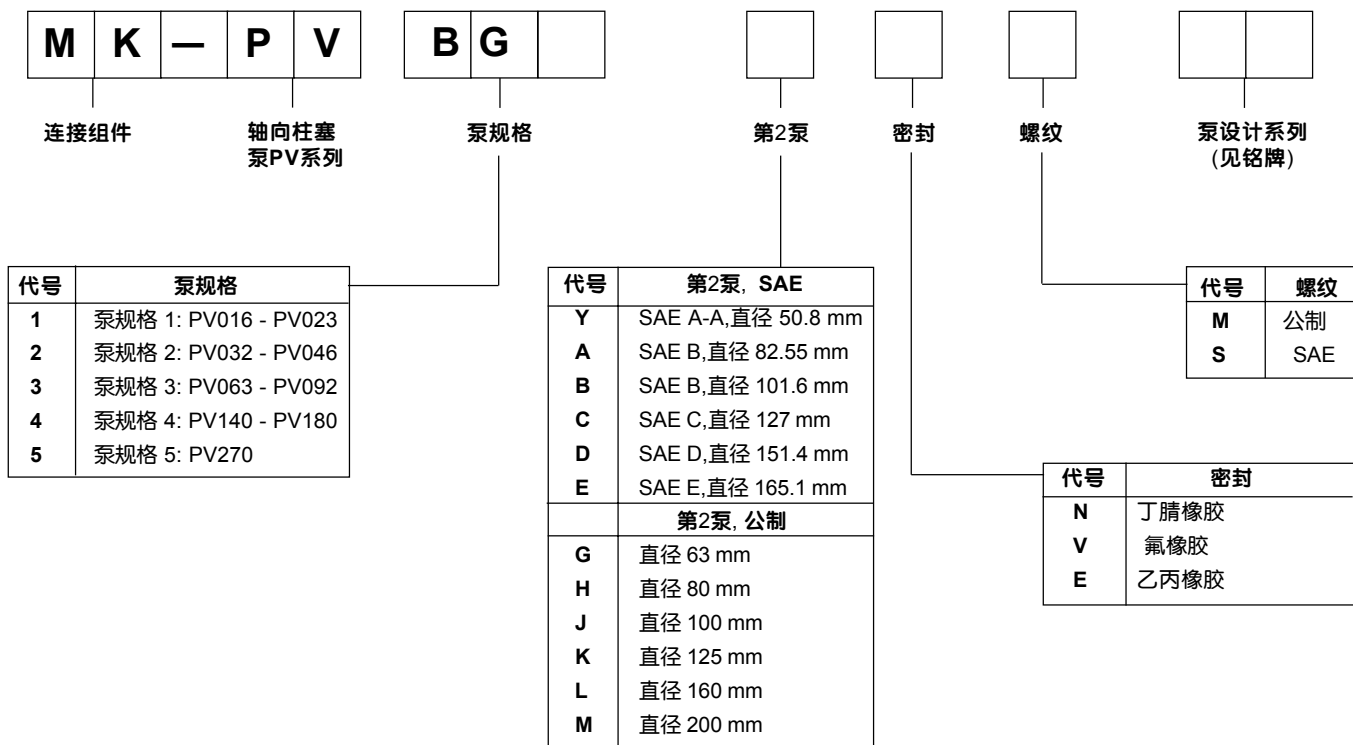 M K — P V B G
连接组件
轴向柱塞
泵PV系列
泵规格
第2泵
密封
螺纹
泵设计系列
(见铭牌)
代号 泵规格
1 泵规格 1: PV016 - PV023
2 泵规格 2: PV032 - PV046
3 泵规格 3: PV063 - PV092
4 泵规格 4: PV140 - PV180
5 泵规格 5: PV270
代号 第2泵, SAE
Y SAE A-A,直径 50.8 mm
A SAE B,直径 82.55 mm
B SAE B,直径 101.6 mm
C SAE C,直径 127 mm
D SAE D,直径 151.4 mm
E SAE E,直径 165.1 mm
第2泵, 公制
G 直径 63 mm
H 直径 80 mm
J 直径 100 mm
K 直径 125 mm
L 直径 160 mm
M 直径 200 mm
代号 螺纹
M 公制
S SAE
代号 密封
N 丁腈橡胶
V 氟橡胶
E 乙丙橡胶